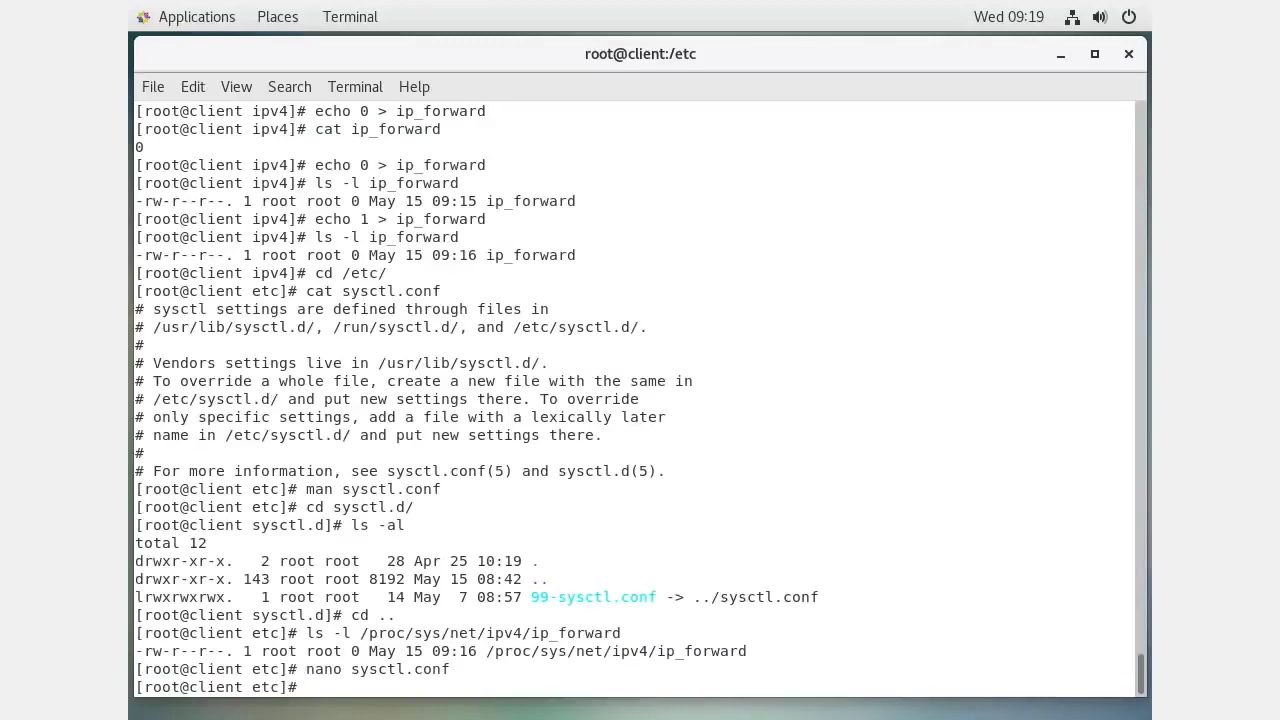 Applications Places Terminal Wed 09:19
root@client:/etc
File Edit View Search Terminal Help
[root@client ipv4]# echo 0 > ip_forward
[root@client ipv4]# cat ip_forward
0
[root@client ipv4]# echo 0 > ip_forward
[root@client ipv4]# ls -l ip_forward
-rw-r--r--. 1 root root 0 May 15 09:15 ip_forward
[root@client ipv4]# echo 1 > ip_forward
[root@client ipv4]# ls -l ip_forward
-rw-r--r--. 1 root root 0 May 15 09:16 ip_forward
[root@client ipv4]# cd /etc/
[root@client etc]# cat sysctl.conf
# sysctl settings are defined through files in
# /usr/lib/sysctl.d/, /run/sysctl.d/, and /etc/sysctl.d/.
#
# Vendors settings live in /usr/lib/sysctl.d/.
# To override a whole file, create a new file with the same in
# /etc/sysctl.d/ and put new settings there. To override
# only specific settings, add a file with a lexically later
# name in /etc/sysctl.d/ and put new settings there.
#
# For more information, see sysctl.conf(5) and sysctl.d(5).
[root@client etc]# man sysctl.conf
[root@client etc]# cd sysctl.d/
[root@client sysctl.d]# ls -al
total 12
drwxr-xr-x.   2 root root   28 Apr 25 10:19 .
drwxr-xr-x. 143 root root 8192 May 15 08:42 ..
lrwxrwxrwx.   1 root root   14 May  7 08:57 99-sysctl.conf -> ../sysctl.conf
[root@client sysctl.d]# cd ..
[root@client etc]# ls -l /proc/sys/net/ipv4/ip_forward
-rw-r--r--. 1 root root 0 May 15 09:16 /proc/sys/net/ipv4/ip_forward
[root@client etc]# nano sysctl.conf
[root@client etc]#